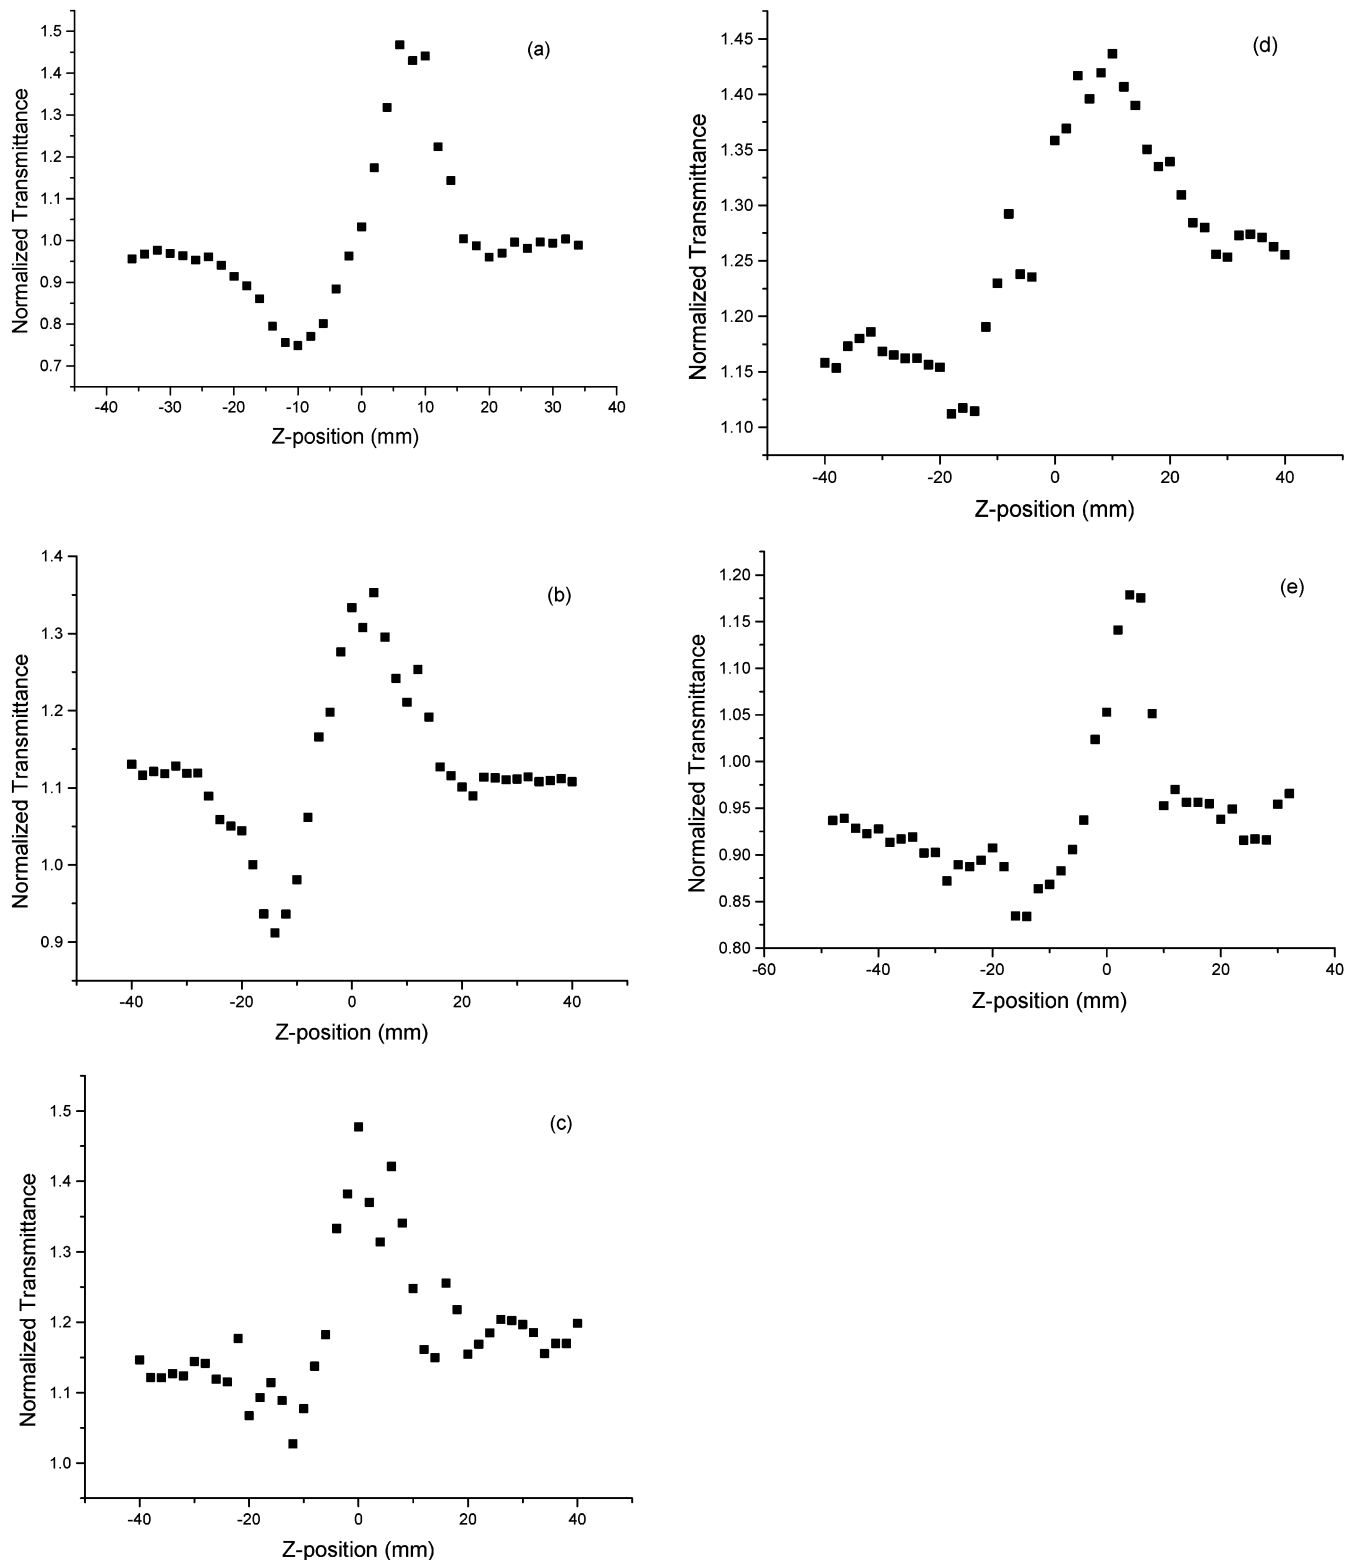 (a)
Normalized Transmittance
1.5
1.4
1.3
1.2
1.1
1.0
0.9
0.8
0.7
-40 -30 -20 -10 0 10 20 30 40
Z-position (mm)
(d)
Normalized Transmittance
1.45
1.40
1.35
1.30
1.25
1.20
1.15
1.10
-40 -20 0 20 40
Z-position (mm)
(b)
Normalized Transmittance
1.4
1.3
1.2
1.1
1.0
0.9
-40 -20 0 20 40
Z-position (mm)
(e)
Normalized Transmittance
1.20
1.15
1.10
1.05
1.00
0.95
0.90
0.85
0.80
-60 -40 -20 0 20 40
Z-position (mm)
(c)
Normalized Transmittance
1.5
1.4
1.3
1.2
1.1
1.0
-40 -20 0 20 40
Z-position (mm)